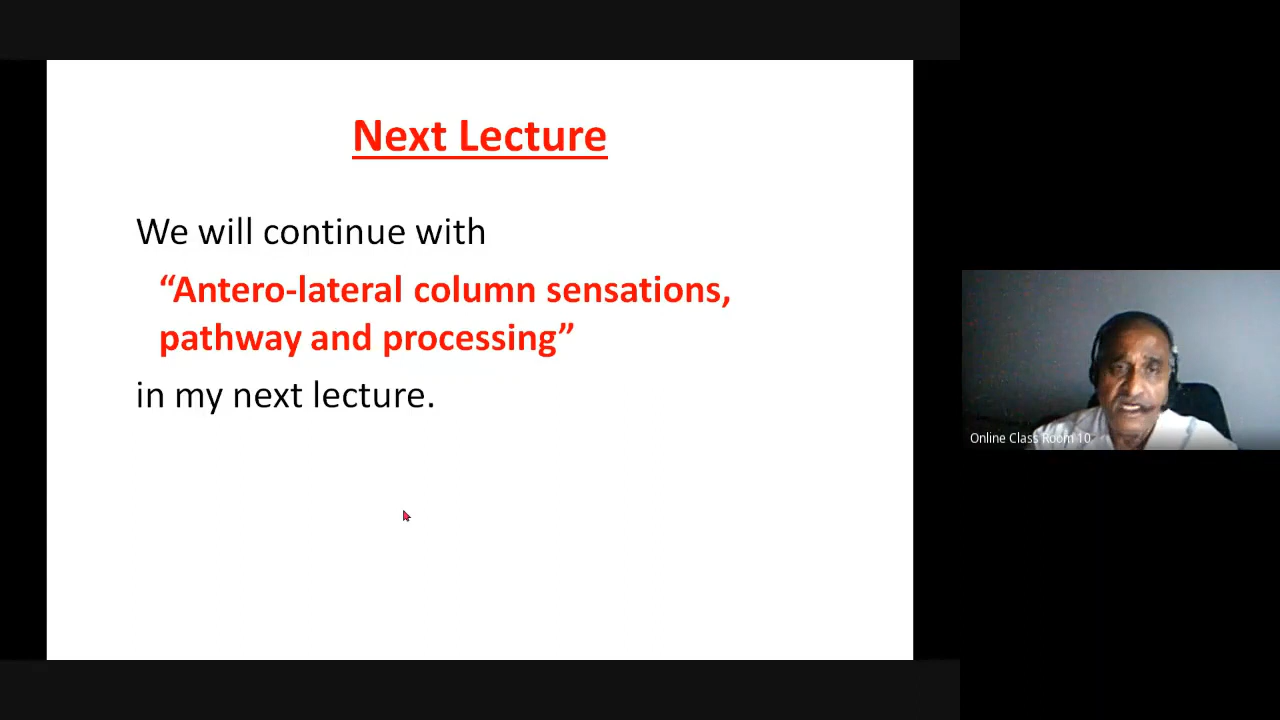 Next Lecture
We will continue with
“Antero-lateral column sensations,
pathway and processing”
in my next lecture.
Online Class Room 10